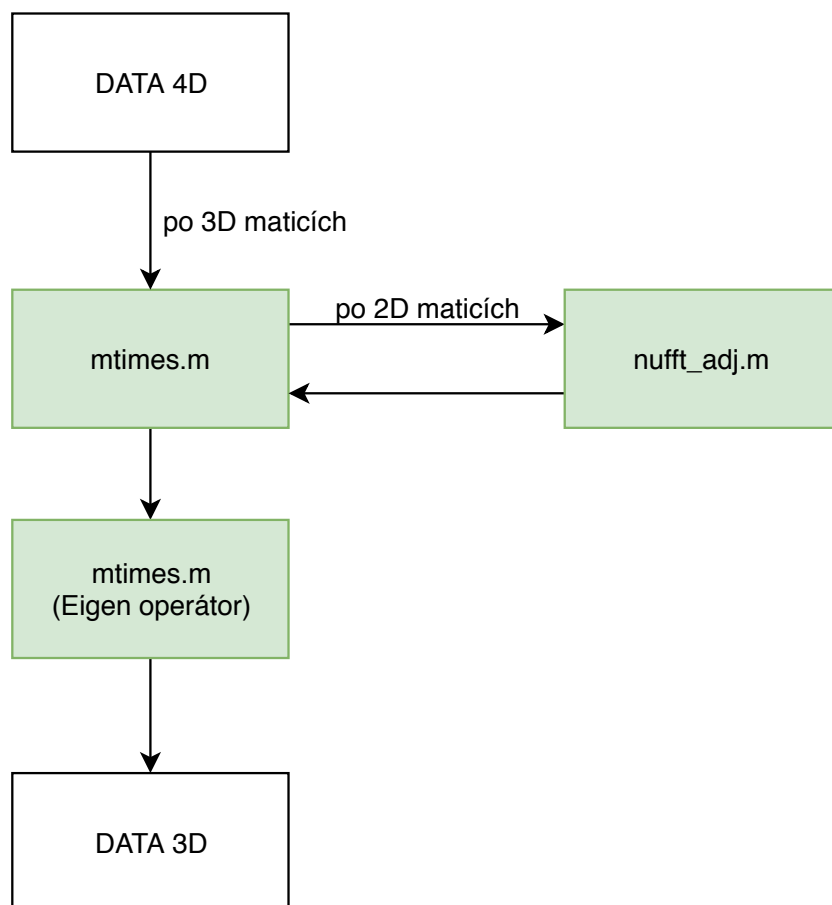 DATA 4D
po 3D maticích
po 2D maticích
mtimes.m
nufft_adj.m
mtimes.m
(Eigen operátor)
DATA 3D